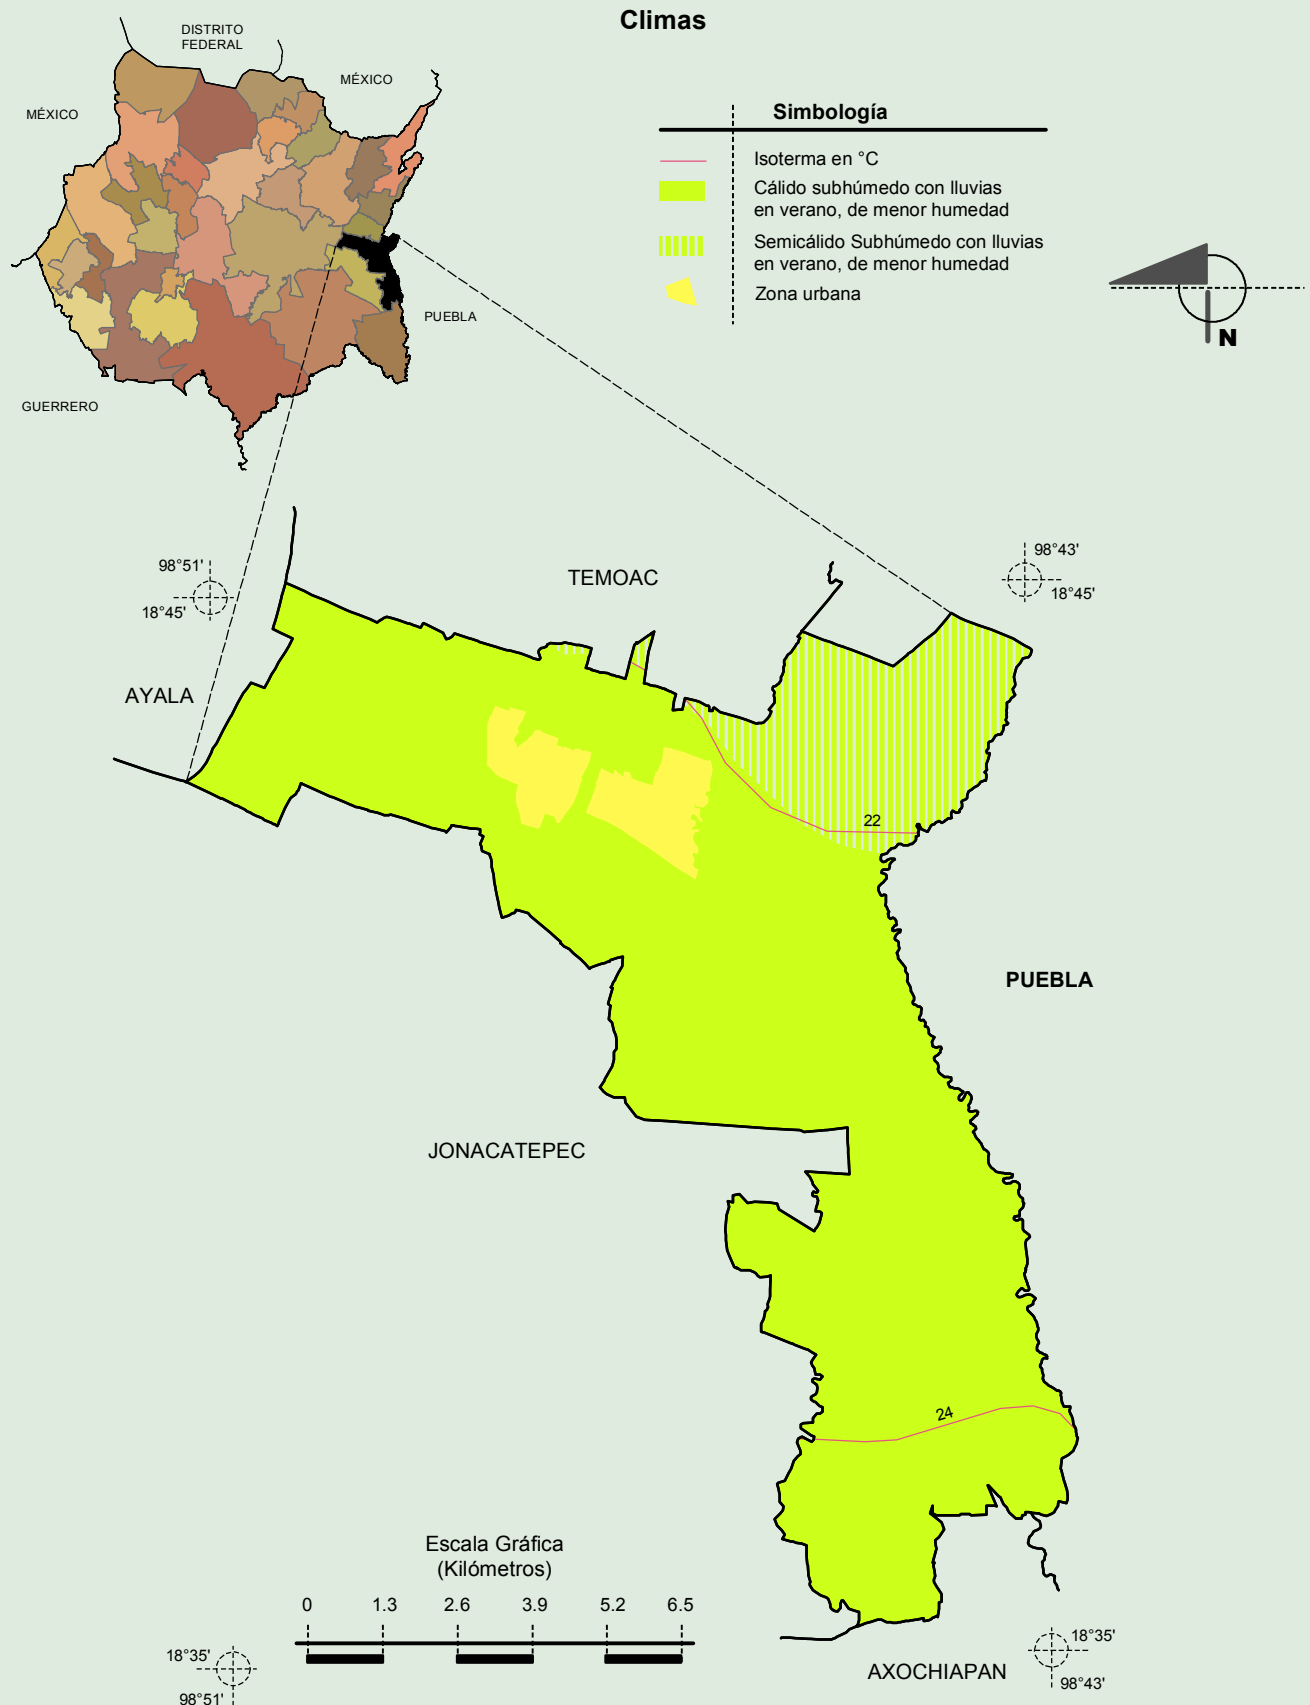 Climas
DISTRITO
FEDERAL
MÉXICO
MÉXICO
PUEBLA
GUERRERO
Simbología
Isoterma en °C
Cálido subhúmedo con lluvias
en verano, de menor humedad
Semicálido Subhúmedo con lluvias
en verano, de menor humedad
Zona urbana
N
98°51'
18°45'
TEMOAC
98°43'
18°45'
AYALA
22
PUEBLA
JONACATEPEC
24
Escala Gráfica
(Kilómetros)
0 1.3 2.6 3.9 5.2 6.5
18°35'
98°51'
AXOCHIAPAN
18°35'
98°43'